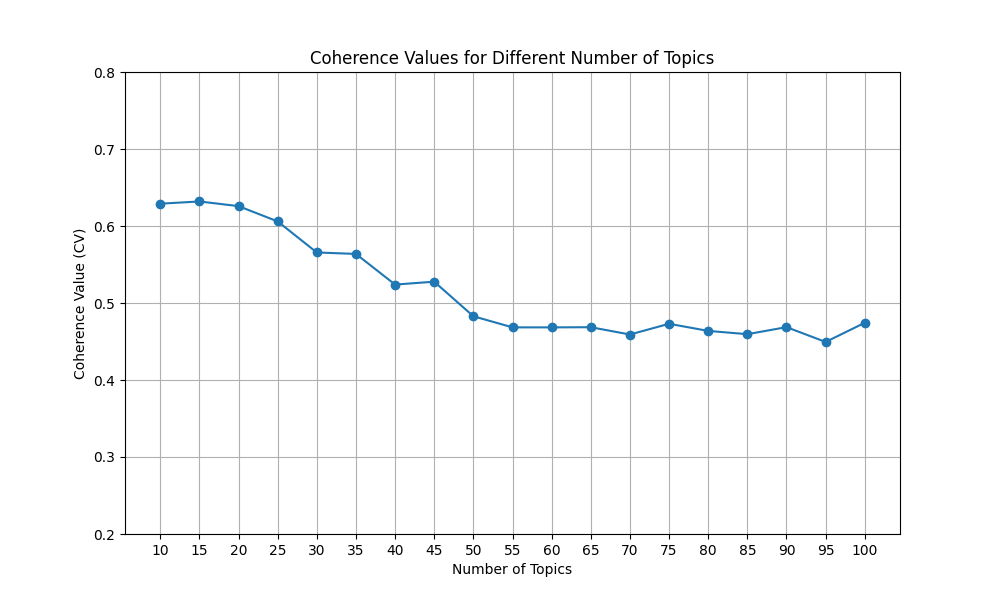 Coherence Values for Different Number of Topics
0.8
0.7
0.6
0.5
0.4
0.3
0.2
Coherence Value (CV)
10 15 20 25 30 35 40 45 50 55 60 65 70 75 80 85 90 95 100
Number of Topics